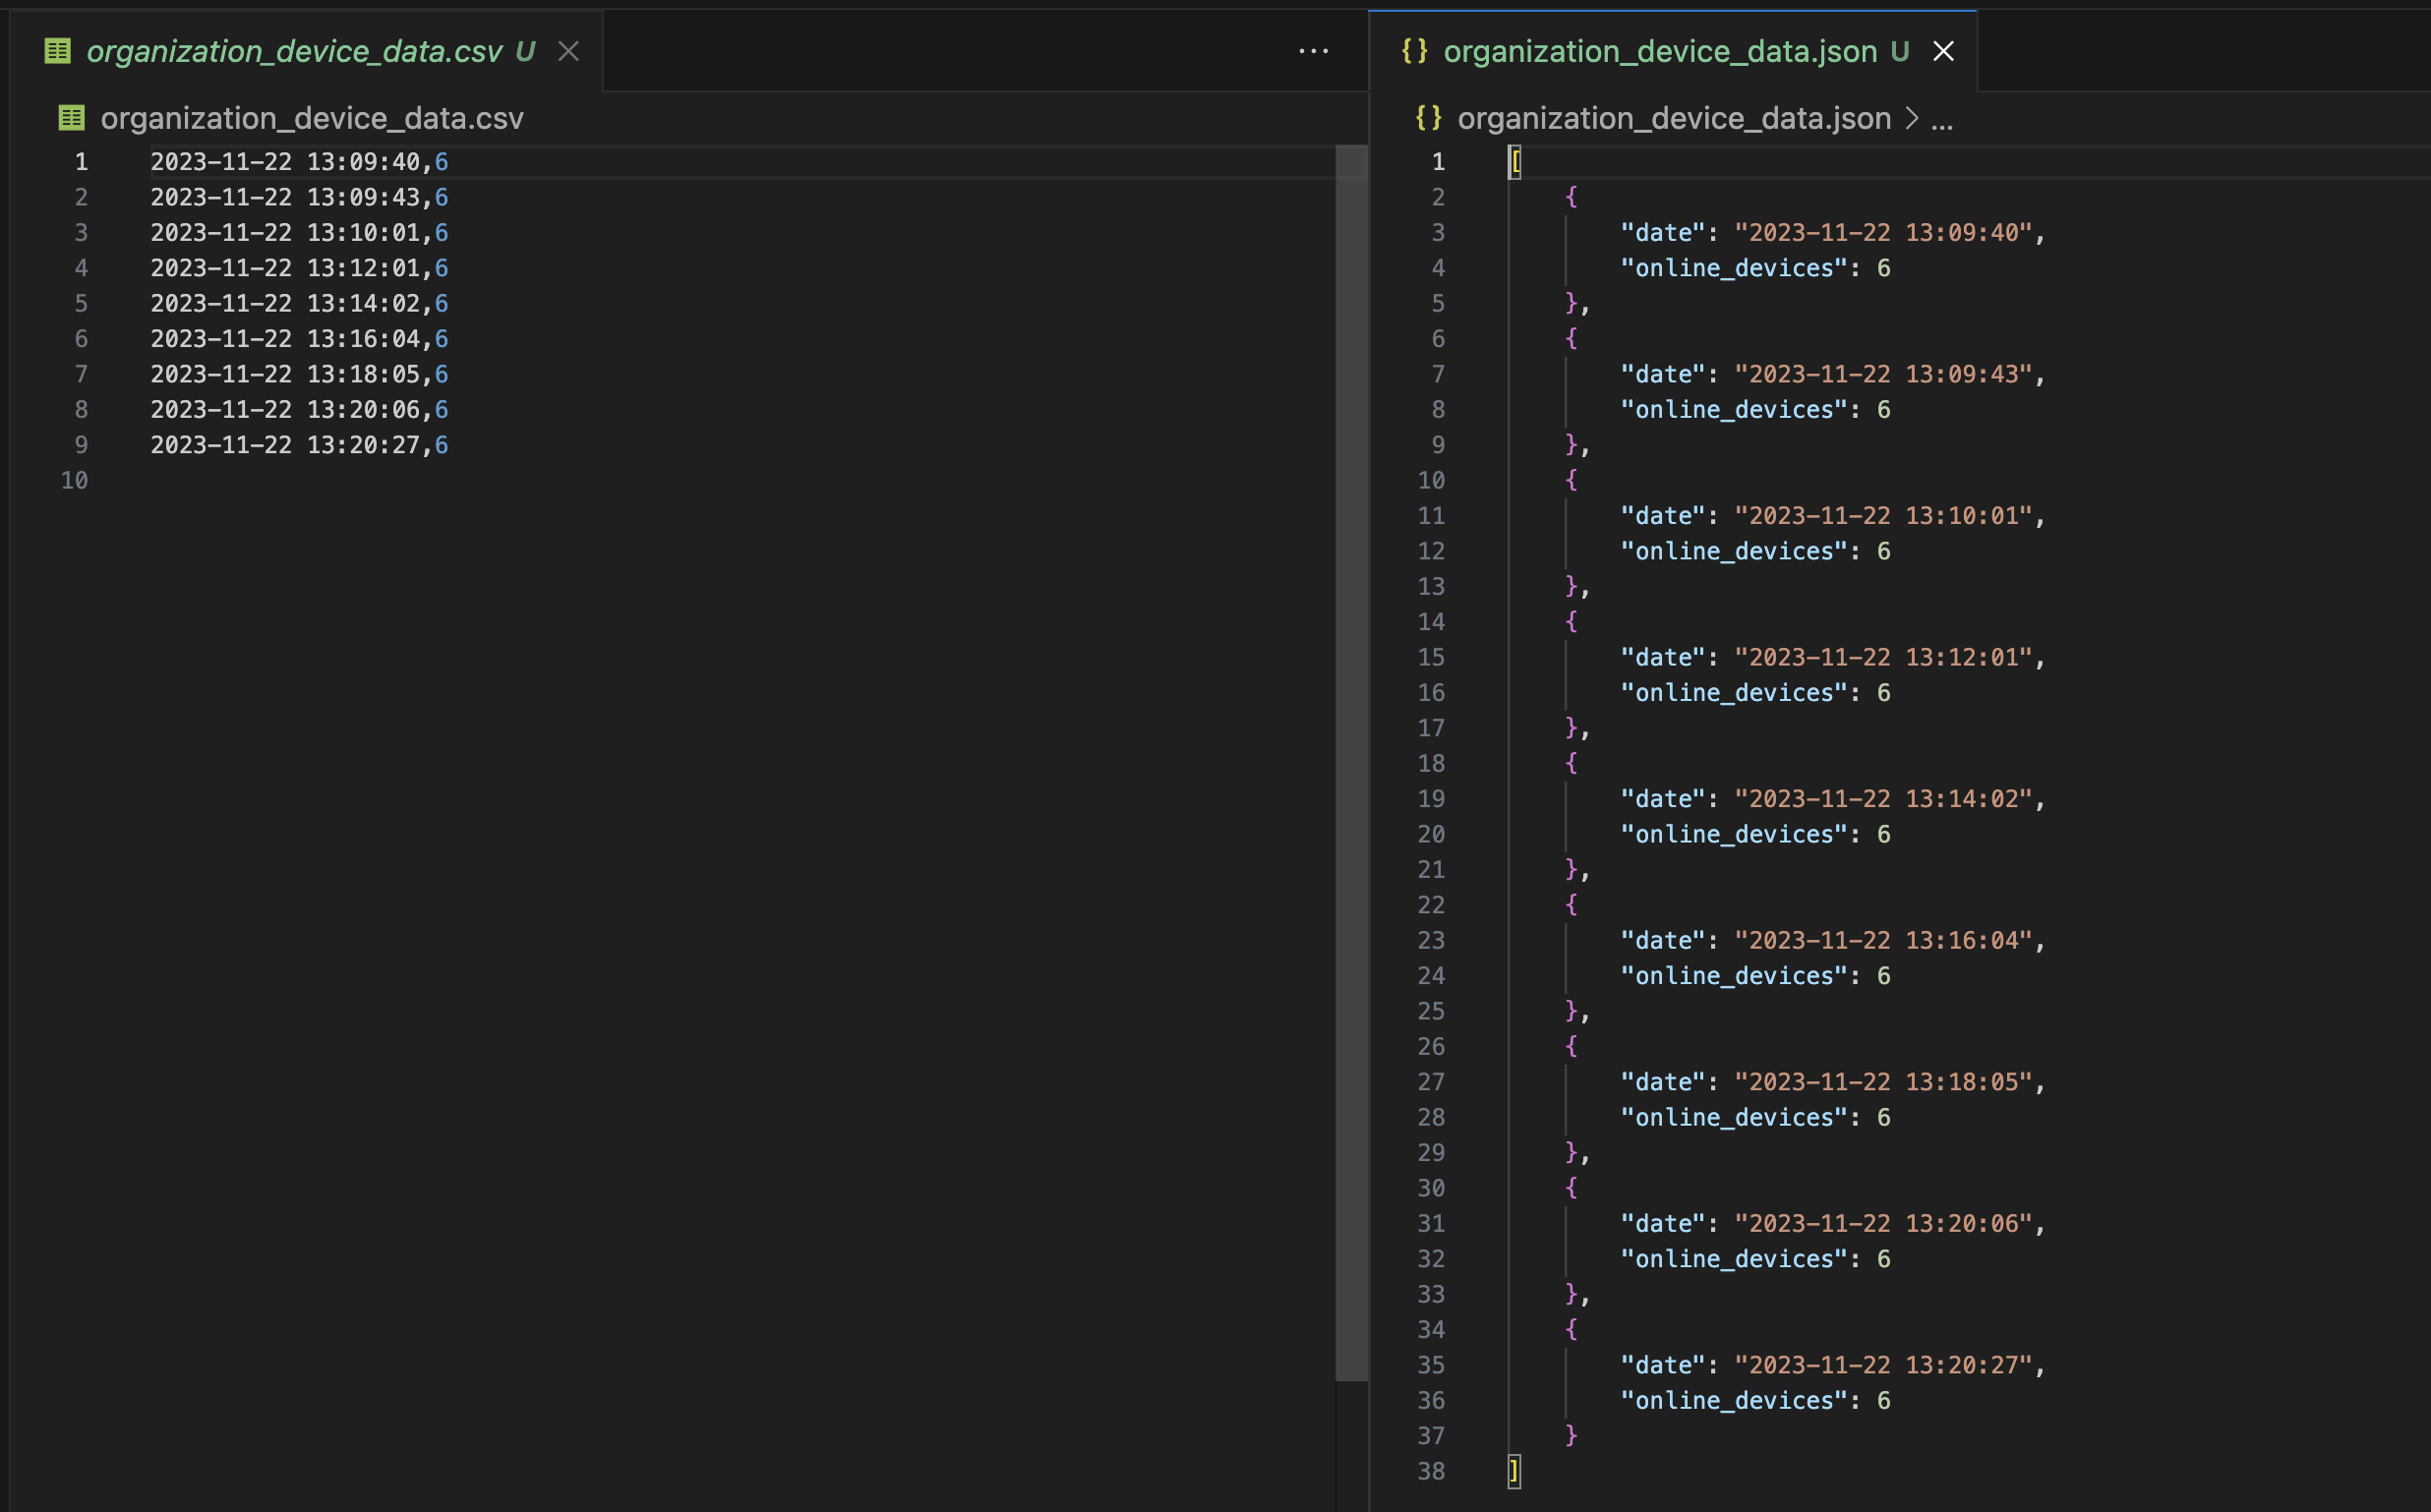 organization_device_data.csv U
organization_device_data.csv
1 2023-11-22 13:09:40,6
2 2023-11-22 13:09:43,6
3 2023-11-22 13:10:01,6
4 2023-11-22 13:12:01,6
5 2023-11-22 13:14:02,6
6 2023-11-22 13:16:04,6
7 2023-11-22 13:18:05,6
8 2023-11-22 13:20:06,6
9 2023-11-22 13:20:27,6
10
{} organization_device_data.json U
{} organization_device_data.json > ...
1 [
2 {
3 "date": "2023-11-22 13:09:40",
4 "online_devices": 6
5 },
6 {
7 "date": "2023-11-22 13:09:43",
8 "online_devices": 6
9 },
10 {
11 "date": "2023-11-22 13:10:01",
12 "online_devices": 6
13 },
14 {
15 "date": "2023-11-22 13:12:01",
16 "online_devices": 6
17 },
18 {
19 "date": "2023-11-22 13:14:02",
20 "online_devices": 6
21 },
22 {
23 "date": "2023-11-22 13:16:04",
24 "online_devices": 6
25 },
26 {
27 "date": "2023-11-22 13:18:05",
28 "online_devices": 6
29 },
30 {
31 "date": "2023-11-22 13:20:06",
32 "online_devices": 6
33 },
34 {
35 "date": "2023-11-22 13:20:27",
36 "online_devices": 6
37 }
38 ]